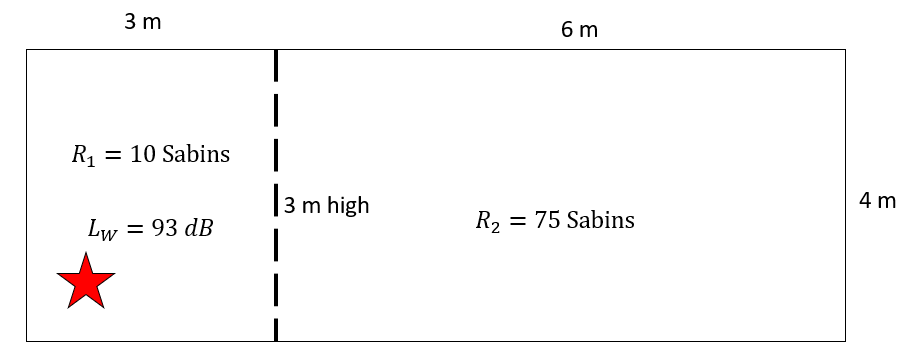 3 m
6 m
R₁ = 10 Sabins
3 m high
4 m
R₂ = 75 Sabins
L_W = 93 dB